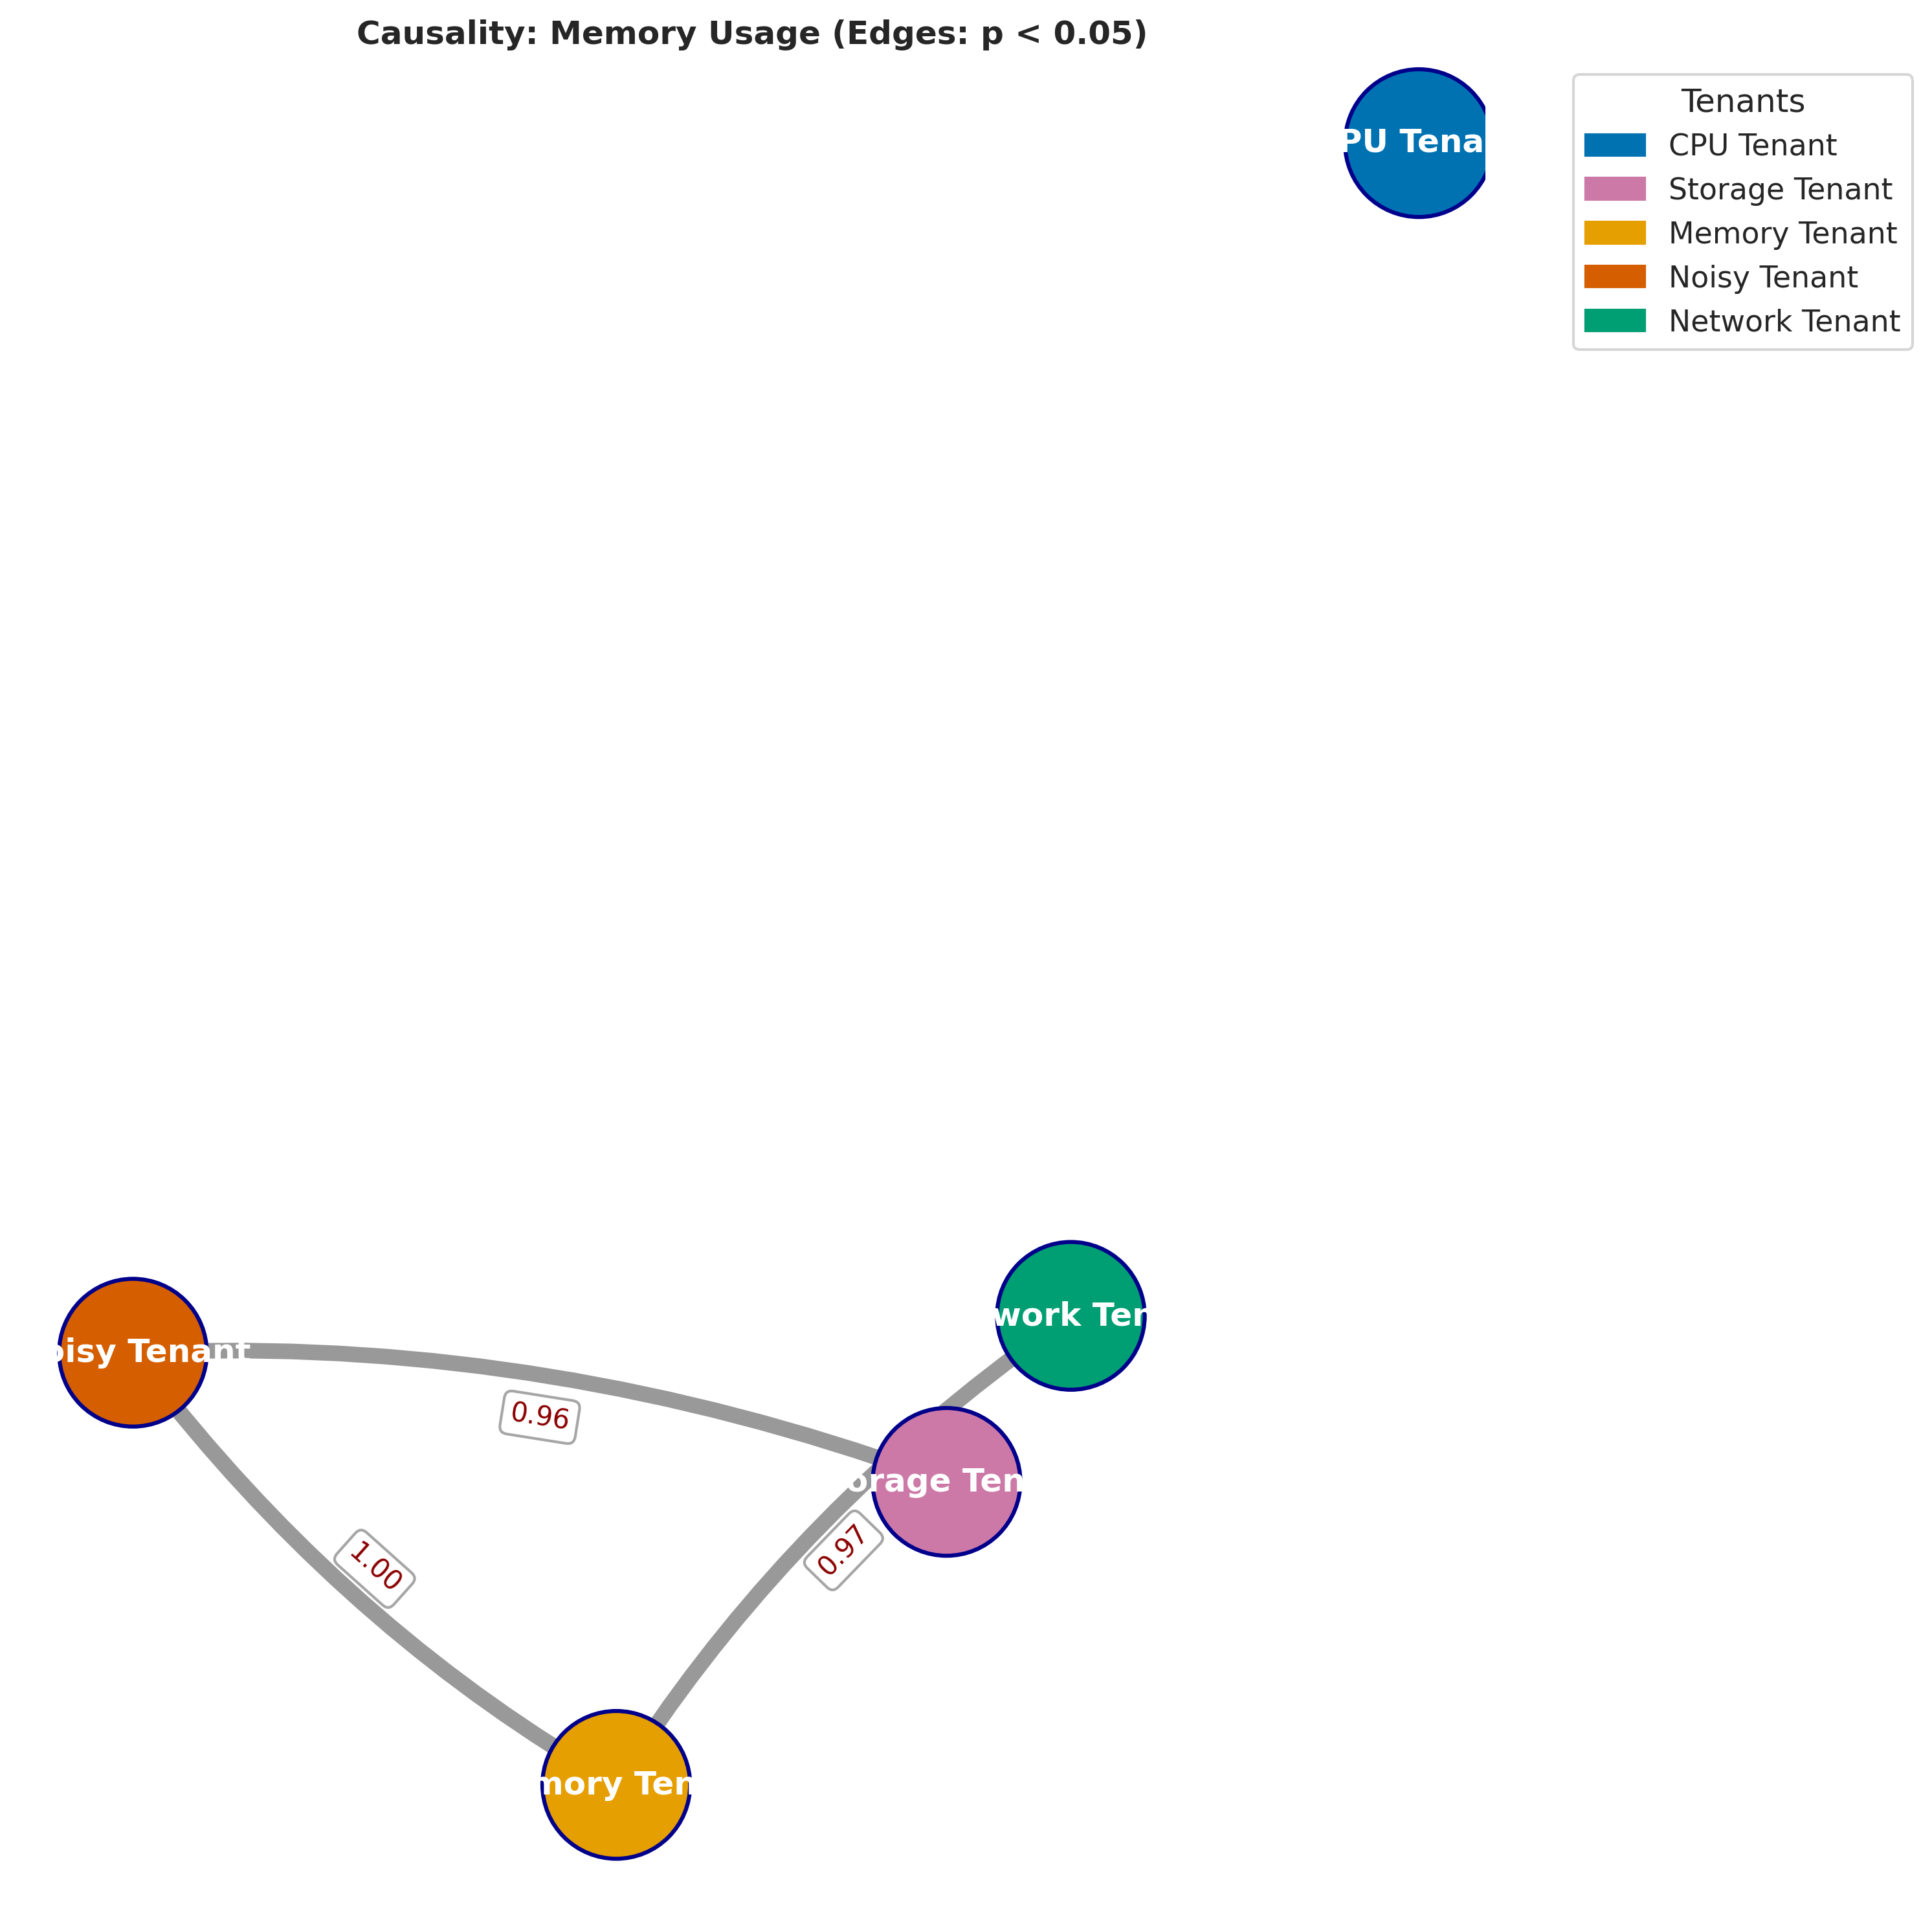 Causality: Memory Usage (Edges: p < 0.05)
PU Tena
Tenants
CPU Tenant
Storage Tenant
Memory Tenant
Noisy Tenant
Network Tenant
work Ten
oisy Tenant
0.96
orage Ten
0.97
1.00
mory Ten